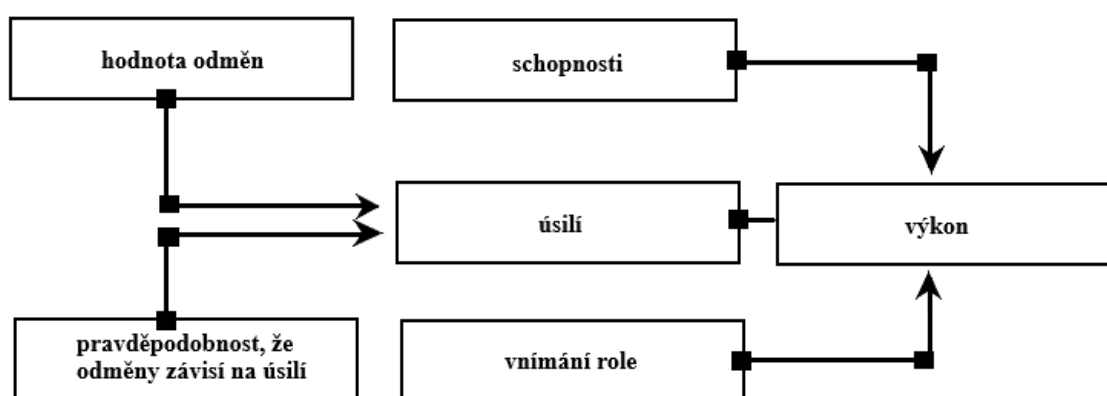 hodnota odměn
schopnosti
úsilí
výkon
pravděpodobnost, že
odměny závisí na úsilí
vnímání role